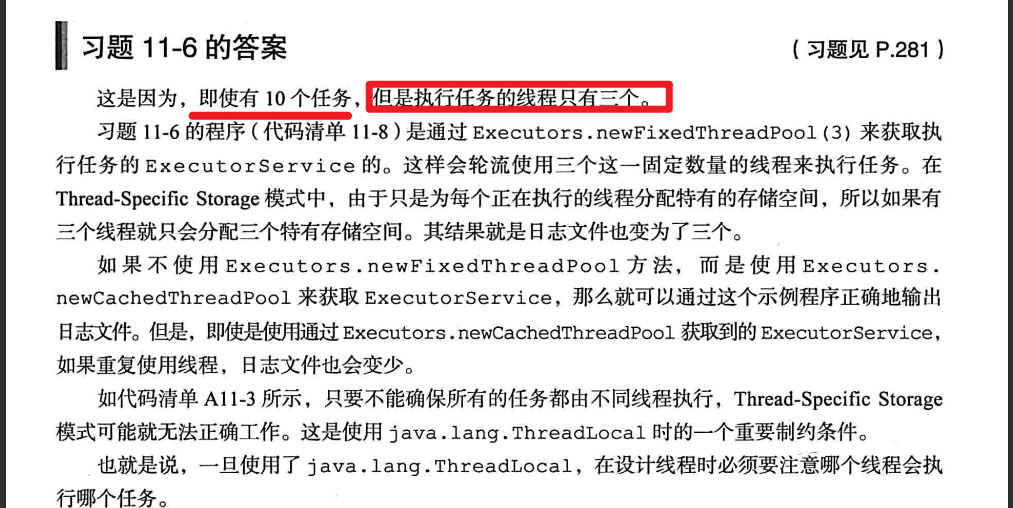 习题 11-6 的答案
（习题见 P.281）
这是因为，即使有 10 个任务，但是执行任务的线程只有三个。
习题 11-6 的程序（代码清单 11-8）是通过 Executors.newFixedThreadPool(3) 来获取执
行任务的 ExecutorService 的。这样会轮流使用三个这一固定数量的线程来执行任务。在
Thread-Specific Storage 模式中，由于只是为每个正在执行的线程分配特有的存储空间，所以如果有
三个线程就只会分配三个特有存储空间。其结果就是日志文件也变为了三个。
如果不使用 Executors.newFixedThreadPool 方法，而是使用 Executors.
newCachedThreadPool 来获取 ExecutorService，那么就可以通过这个示例程序正确地输出
日志文件。但是，即使是使用通过 Executors.newCachedThreadPool 获取到的 ExecutorService，
如果重复使用线程，日志文件也会变少。
如代码清单 A11-3 所示，只要不能确保所有的任务都由不同线程执行，Thread-Specific Storage
模式可能就无法正确工作。这是使用 java.lang.ThreadLocal 时的一个重要制约条件。
也就是说，一旦使用了 java.lang.ThreadLocal，在设计线程时必须要注意哪个线程会执
行哪个任务。